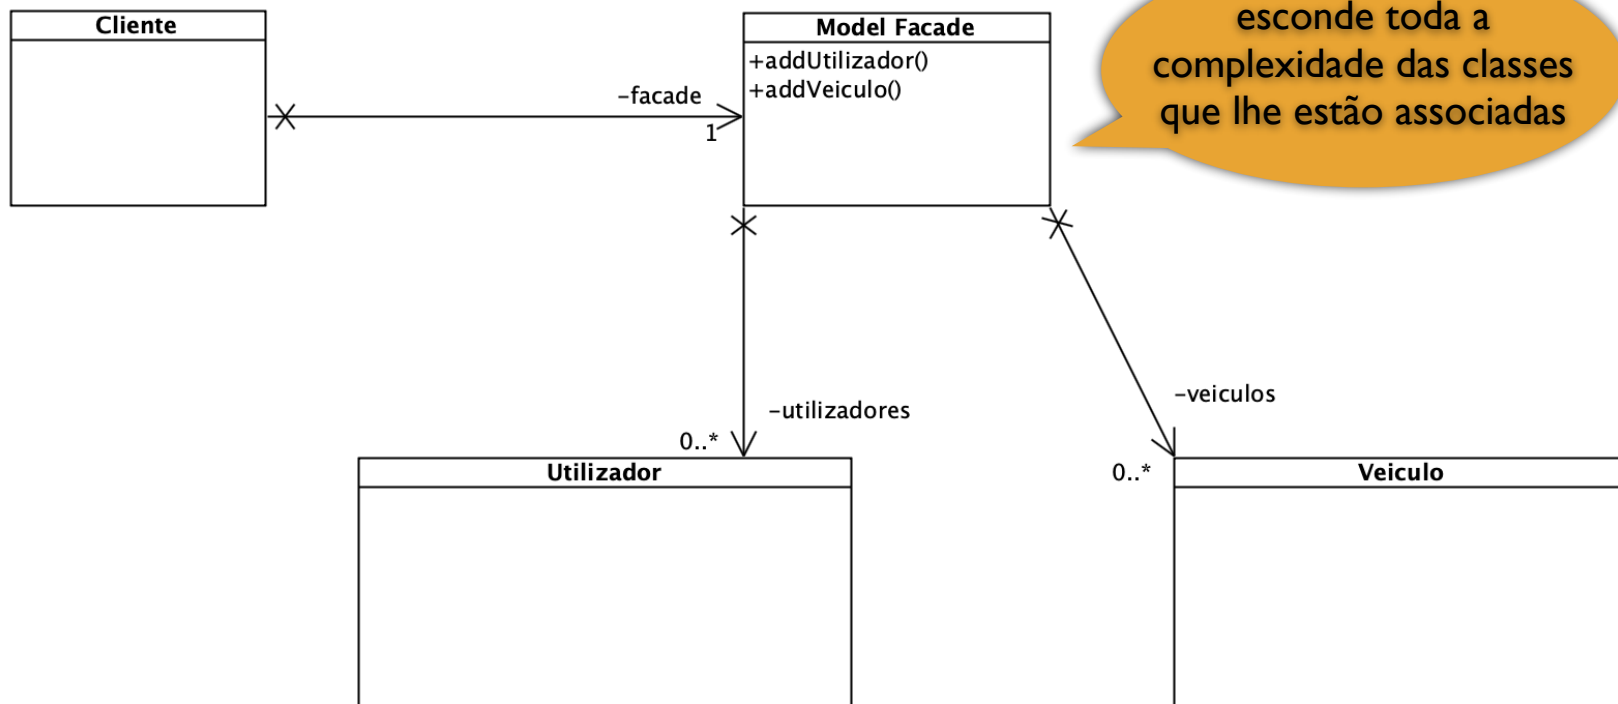 Cliente
Model Facade
+addUtilizador()
+addVeiculo()
esconde toda a
complexidade das classes
que lhe estão associadas
-facade
1
-utilizadores
0..*
-veiculos
0..*
Utilizador
Veiculo